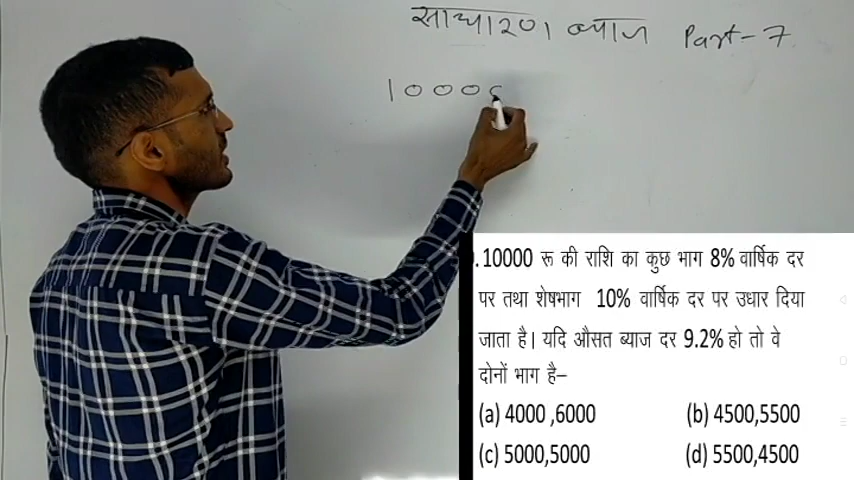 साधारण ब्याज Part-7
1000
.10000 रू की राशि का कुछ भाग 8% वार्षिक दर
पर तथा शेषभाग 10% वार्षिक दर पर उधार दिया
जाता है। यदि औसत ब्याज दर 9.2% हो तो वे
दोनों भाग है–
(a) 4000 ,6000 (b) 4500,5500
(c) 5000,5000 (d) 5500,4500